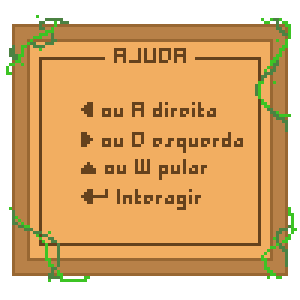 AJUDA
◄ ou A direita
► ou D esquerda
▲ ou W pular
↵ Interagir